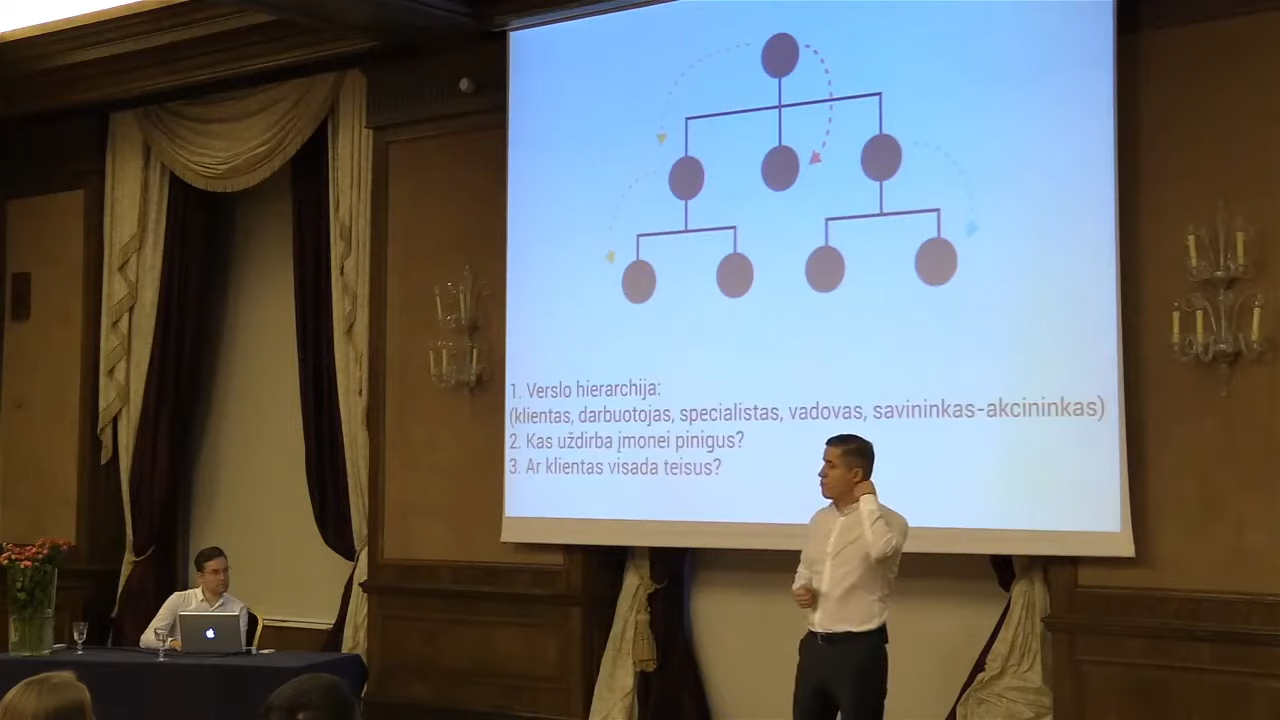 1. Verslo hierarchija:
(klientas, darbuotojas, specialistas, vadovas, savininkas-akcininkas)
2. Kas uždirba įmonei pinigus?
3. Ar klientas visada teisus?